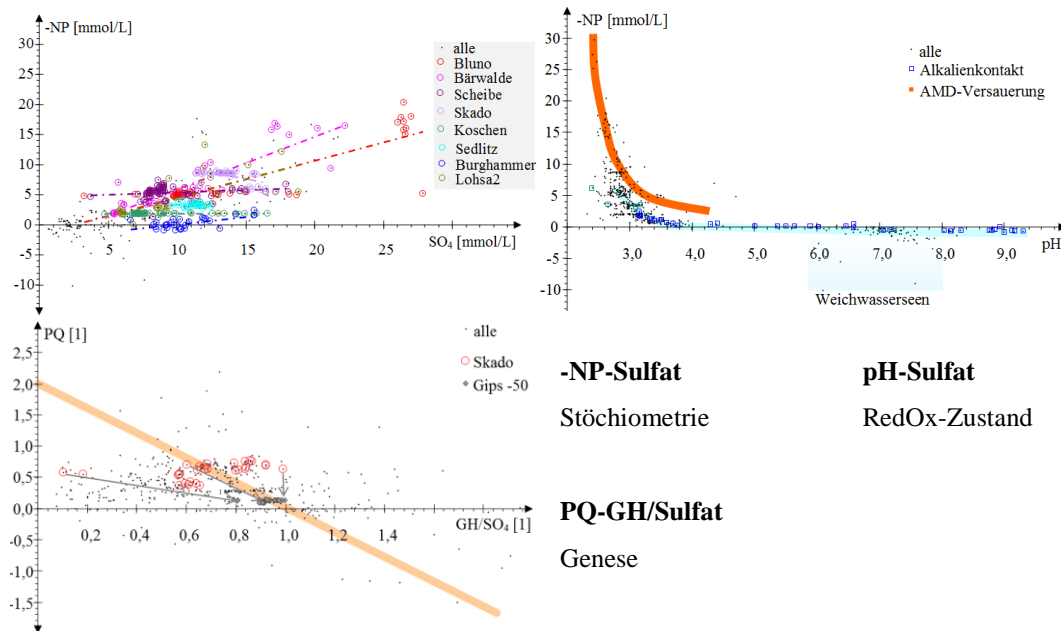 -NP [mmol/L]
30
25
20
15
10
5
0
-5
-10
5
10
15
20
25
SO₄ [mmol/L]
alle
Bluno
Bärwalde
Scheibe
Skado
Koschen
Sedlitz
Burghammer
Lohsa2
-NP [mmol/L]
30
25
20
15
10
5
0
-5
-10
3,0
4,0
5,0
6,0
7,0
8,0
9,0
pH
alle
Alkalienkontakt
AMD-Versauerung
Weichwasserseen
PQ [1]
2,5
2,0
1,5
1,0
0,5
0,0
-0,5
-1,0
-1,5
0,2
0,4
0,6
0,8
1,0
1,2
1,4
GH/SO₄ [1]
alle
Skado
Gips -50
-NP-Sulfat
Stöchiometrie
pH-Sulfat
RedOx-Zustand
PQ-GH/Sulfat
Genese